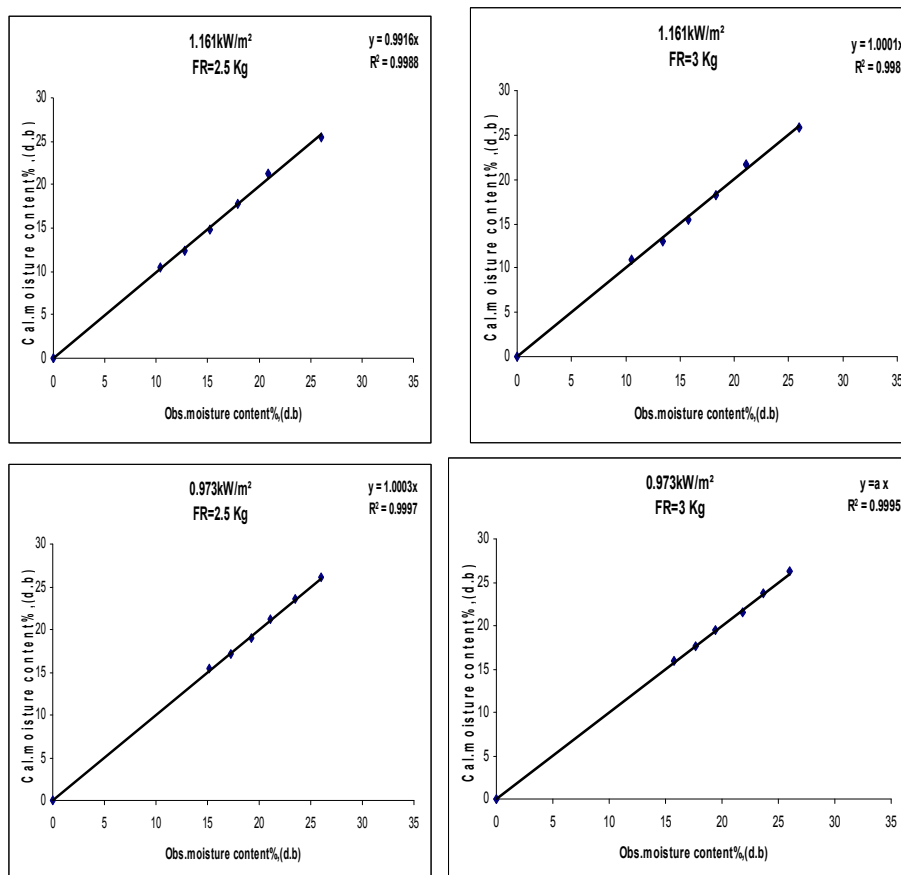 1.161kW/m²
FR=2.5 Kg
y = 0.9916x
R² = 0.9988
Cal.moisture content%,(d.b)
30
25
20
15
10
5
0
0 5 10 15 20 25 30 35
Obs.moisture content%,(d.b)
1.161kW/m²
FR=3 Kg
y = 1.0001x
R² = 0.998
Cal.moisture content%,(d.b)
30
25
20
15
10
5
0
0 5 10 15 20 25 30 35
Obs.moisture content%,(d.b)
0.973kW/m²
FR=2.5 Kg
y = 1.0003x
R² = 0.9997
Cal.moisture content%,(d.b)
30
25
20
15
10
5
0
0 5 10 15 20 25 30 35
Obs.moisture content%,(d.b)
0.973kW/m²
FR=3 Kg
y =a x
R² = 0.9995
Cal.moisture content%,(d.b)
30
25
20
15
10
5
0
0 5 10 15 20 25 30 35
Obs.moisture content%,(d.b)